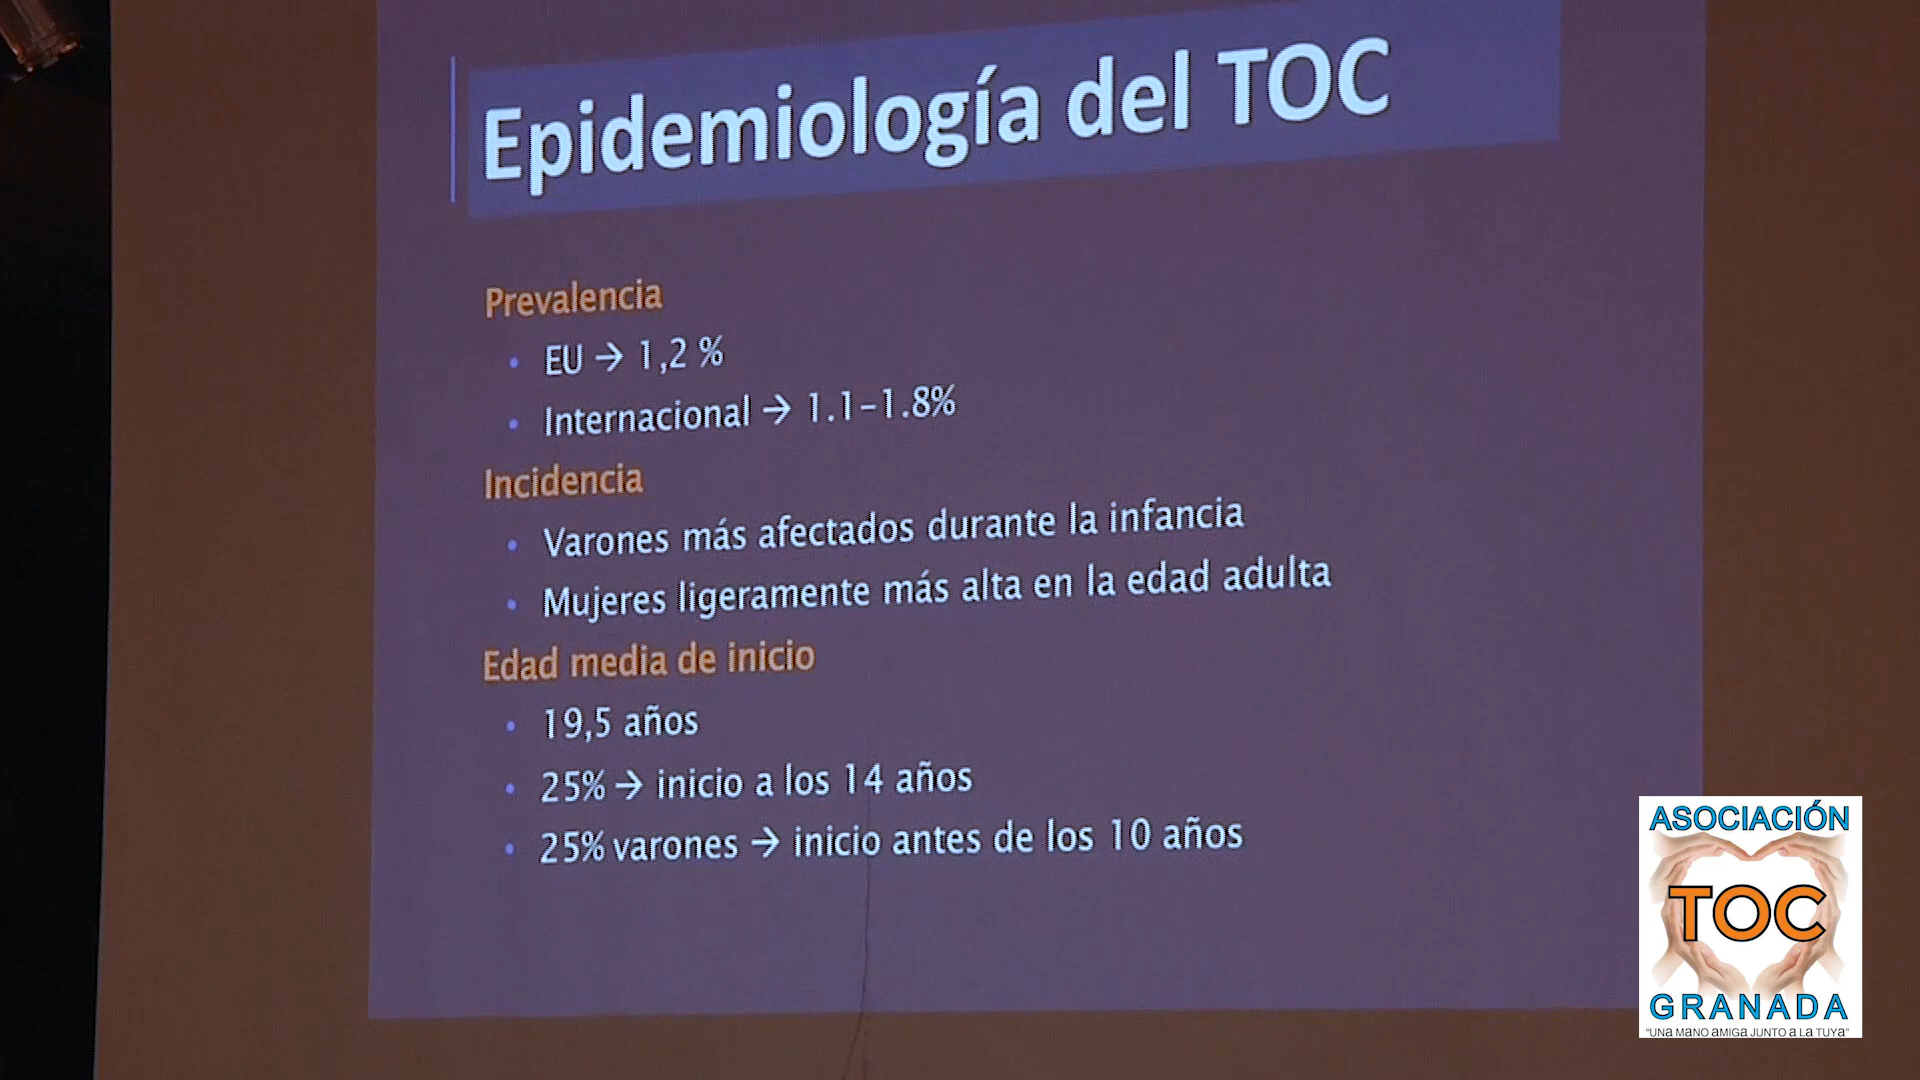 Epidemiología del TOC
Prevalencia
• EU → 1,2 %
• Internacional → 1.1–1.8%
Incidencia
• Varones más afectados durante la infancia
• Mujeres ligeramente más alta en la edad adulta
Edad media de inicio
• 19,5 años
• 25% → inicio a los 14 años
• 25% varones → inicio antes de los 10 años
ASOCIACIÓN
TOC
GRANADA
“UNa MaNO aMIGa JUNTO a La TUYa”